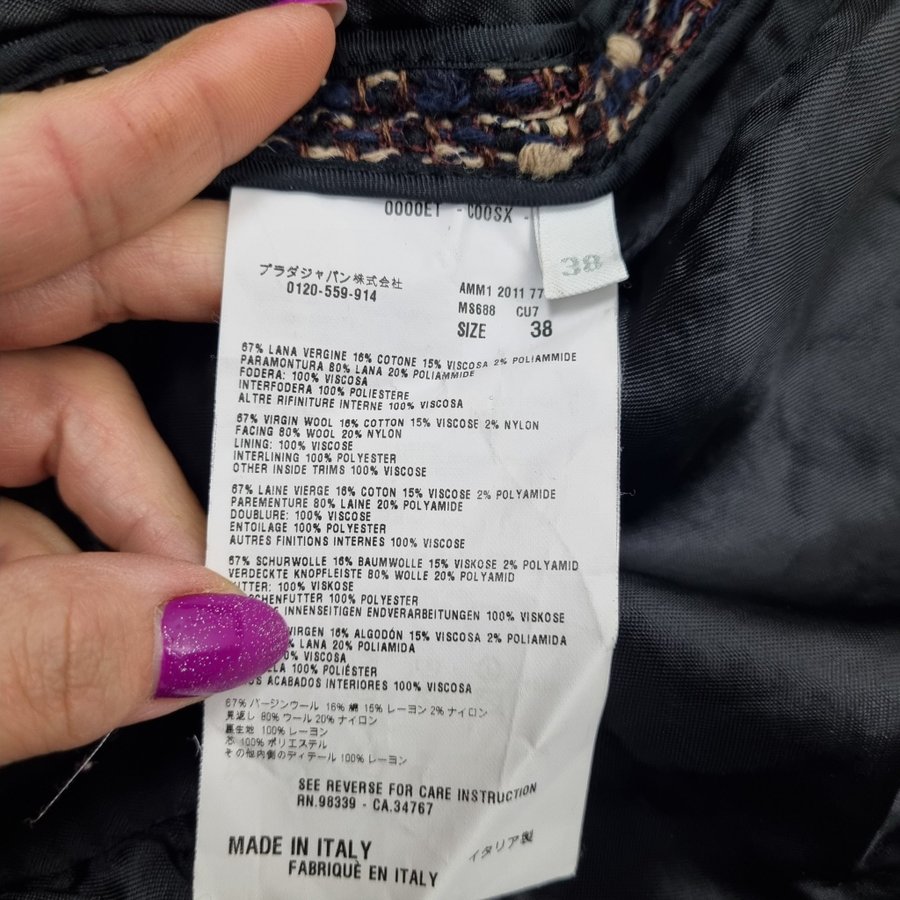 0000ET - C00SX -
38
プラダジャパン株式会社
0120-559-914
AMM1 2011 77
MS688 CU7
SIZE 38
67% LANA VERGINE 16% COTONE 15% VISCOSA 2% POLIAMMIDE
PARAMONTURA 80% LANA 20% POLIAMMIDE
FODERA: 100% VISCOSA
INTERFODERA 100% POLIESTERE
ALTRE RIFINITURE INTERNE 100% VISCOSA
67% VIRGIN WOOL 16% COTTON 15% VISCOSE 2% NYLON
FACING 80% WOOL 20% NYLON
LINING: 100% VISCOSE
INTERLINING 100% POLYESTER
OTHER INSIDE TRIMS 100% VISCOSE
67% LAINE VIERGE 16% COTON 15% VISCOSE 2% POLYAMIDE
PAREMENTURE 80% LAINE 20% POLYAMIDE
DOUBLURE: 100% VISCOSE
ENTOILAGE 100% POLYESTER
AUTRES FINITIONS INTERNES 100% VISCOSE
67% SCHURWOLLE 16% BAUMWOLLE 15% VISKOSE 2% POLYAMID
VERDECKTE KNOPFLEISTE 80% WOLLE 20% POLYAMID
100% VISKOSE
100% POLYESTER
INNENSEITIGEN ENDVERARBEITUNGEN 100% VISKOSE
16% ALGODÓN 15% VISCOSA 2% POLIAMIDA
LANA 20% POLIAMIDA
VISCOSA
100% POLIÉSTER
ACABADOS INTERIORES 100% VISCOSA
67% バージンウール 16% 綿 15% レーヨン 2% ナイロン
見返し 80% ウール 20% ナイロン
裏生地 100% レーヨン
芯 100% ポリエステル
その他内側のディテール 100% レーヨン
SEE REVERSE FOR CARE INSTRUCTION
RN.98339 - CA.34767
MADE IN ITALY
FABRIQUÈ EN ITALY
イタリア製